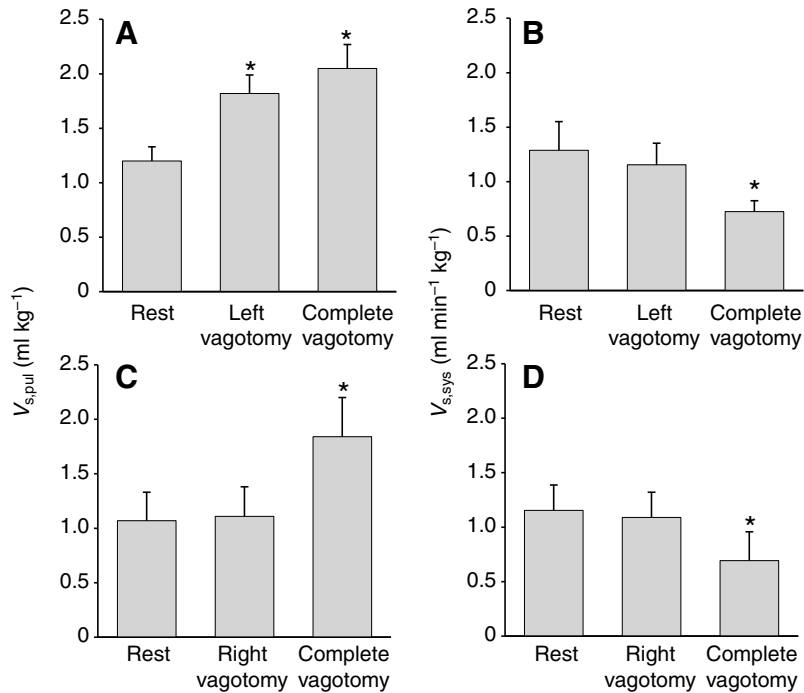 A
2.5
2.0
1.5
1.0
0.5
0
*
*
Rest
Left
vagotomy
Complete
vagotomy
B
2.5
2.0
1.5
1.0
0.5
0
*
Rest
Left
vagotomy
Complete
vagotomy
Vs,pul (ml kg–1)
Vs,sys (ml min–1 kg–1)
C
2.5
2.0
1.5
1.0
0.5
0
*
Rest
Right
vagotomy
Complete
vagotomy
D
2.5
2.0
1.5
1.0
0.5
0
*
Rest
Right
vagotomy
Complete
vagotomy